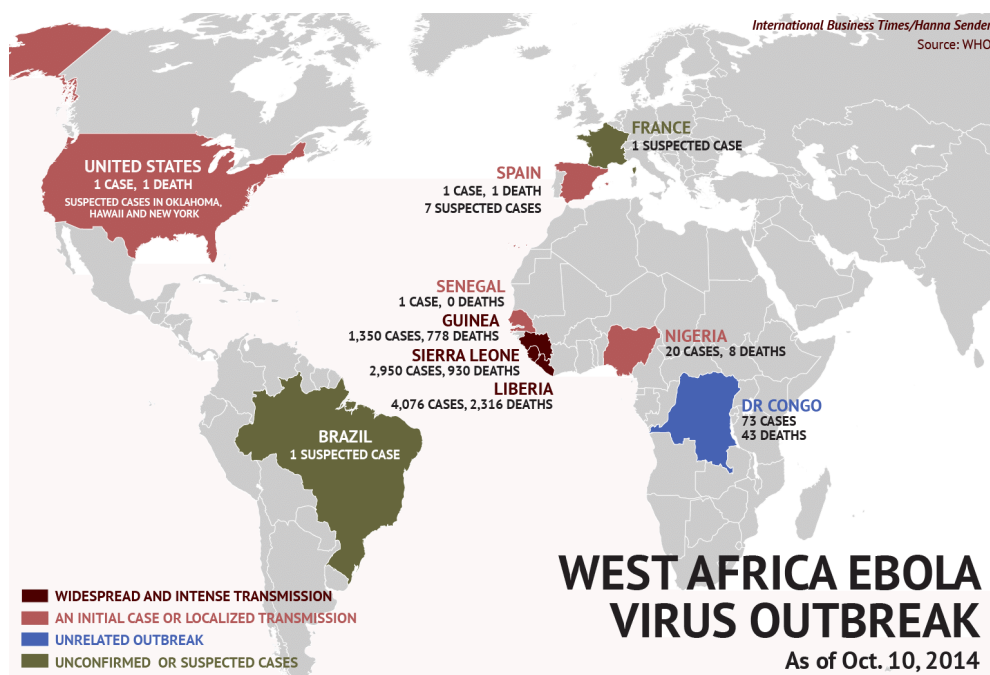 International Business Times/Hanna Sender
Source: WHO
UNITED STATES
1 CASE, 1 DEATH
SUSPECTED CASES IN OKLAHOMA,
HAWAII AND NEW YORK
FRANCE
1 SUSPECTED CASE
SPAIN
1 CASE, 1 DEATH
7 SUSPECTED CASES
SENEGAL
1 CASE, 0 DEATHS
GUINEA
1,350 CASES, 778 DEATHS
SIERRA LEONE
2,950 CASES, 930 DEATHS
LIBERIA
4,076 CASES, 2,316 DEATHS
NIGERIA
20 CASES, 8 DEATHS
DR CONGO
73 CASES
43 DEATHS
BRAZIL
1 SUSPECTED CASE
WEST AFRICA EBOLA
VIRUS OUTBREAK
As of Oct. 10, 2014
WIDESPREAD AND INTENSE TRANSMISSION
AN INITIAL CASE OR LOCALIZED TRANSMISSION
UNRELATED OUTBREAK
UNCONFIRMED OR SUSPECTED CASES